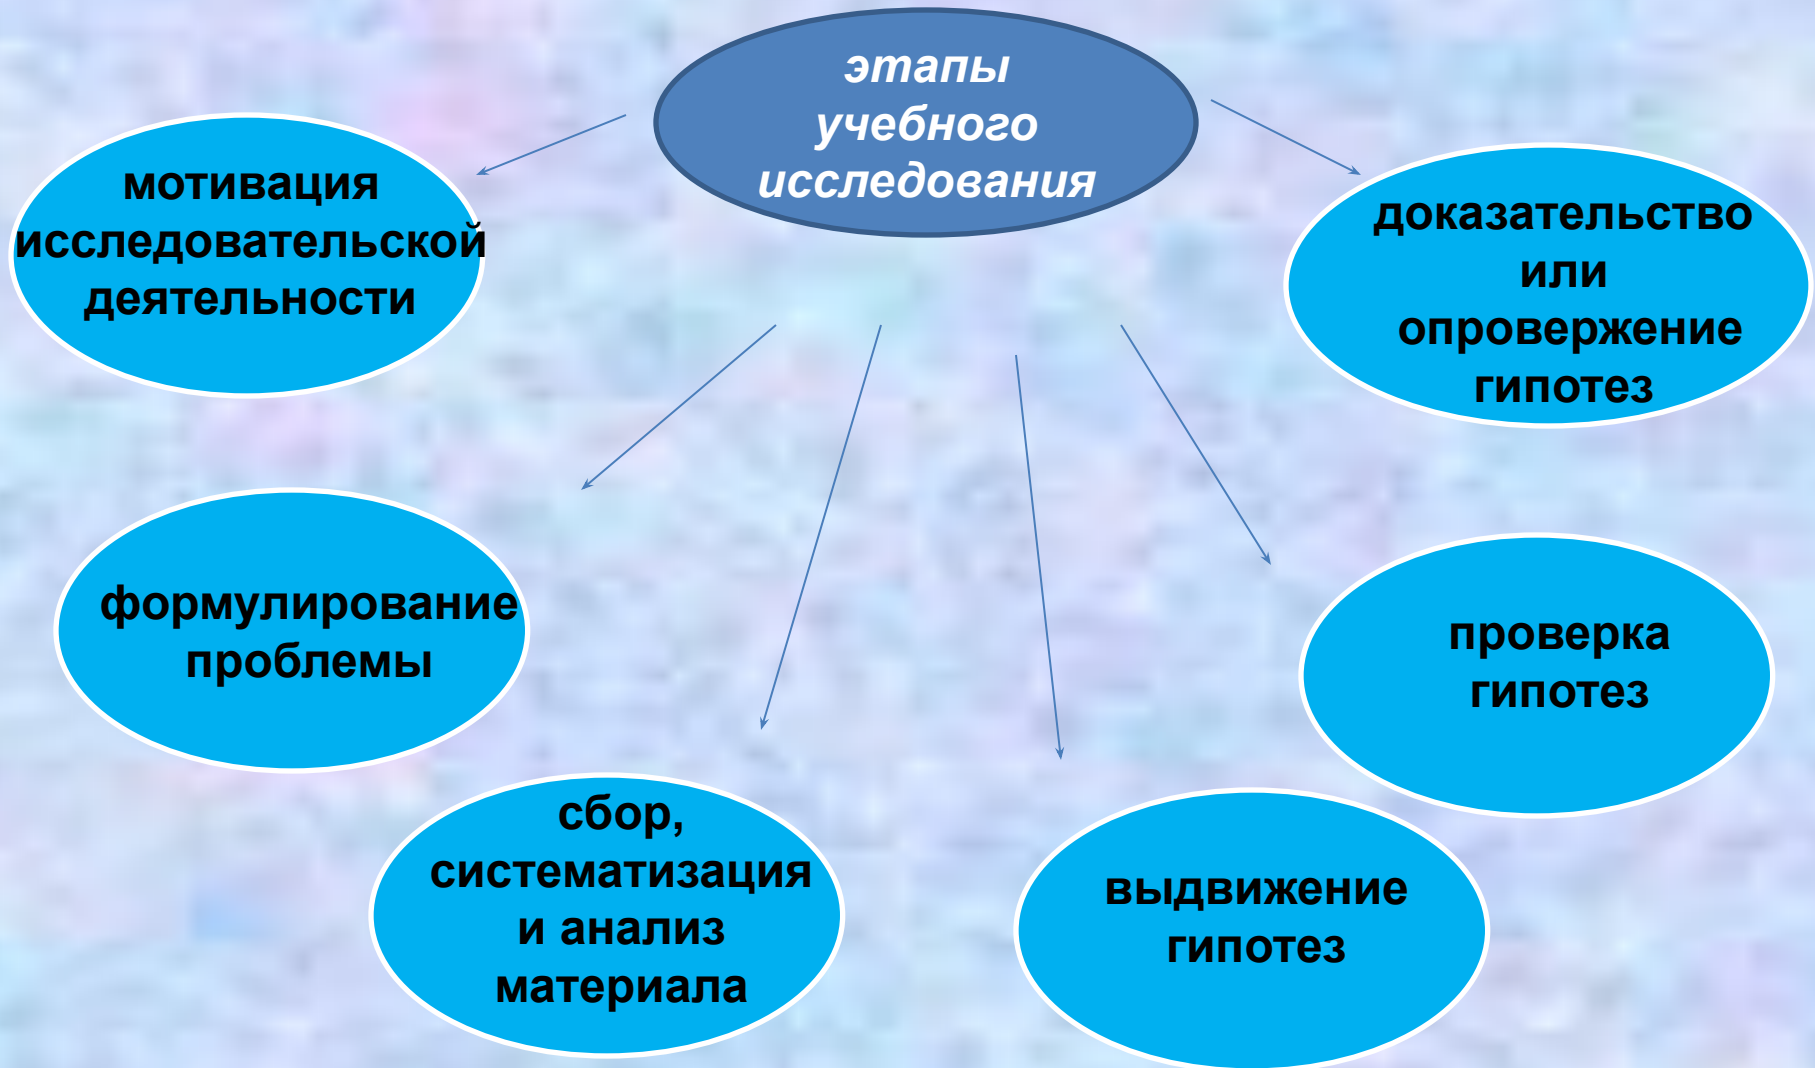 этапы
учебного
исследования
мотивация
исследовательской
деятельности
формулирование
проблемы
сбор,
систематизация
и анализ
материала
выдвижение
гипотез
проверка
гипотез
доказательство
или
опровержение
гипотез